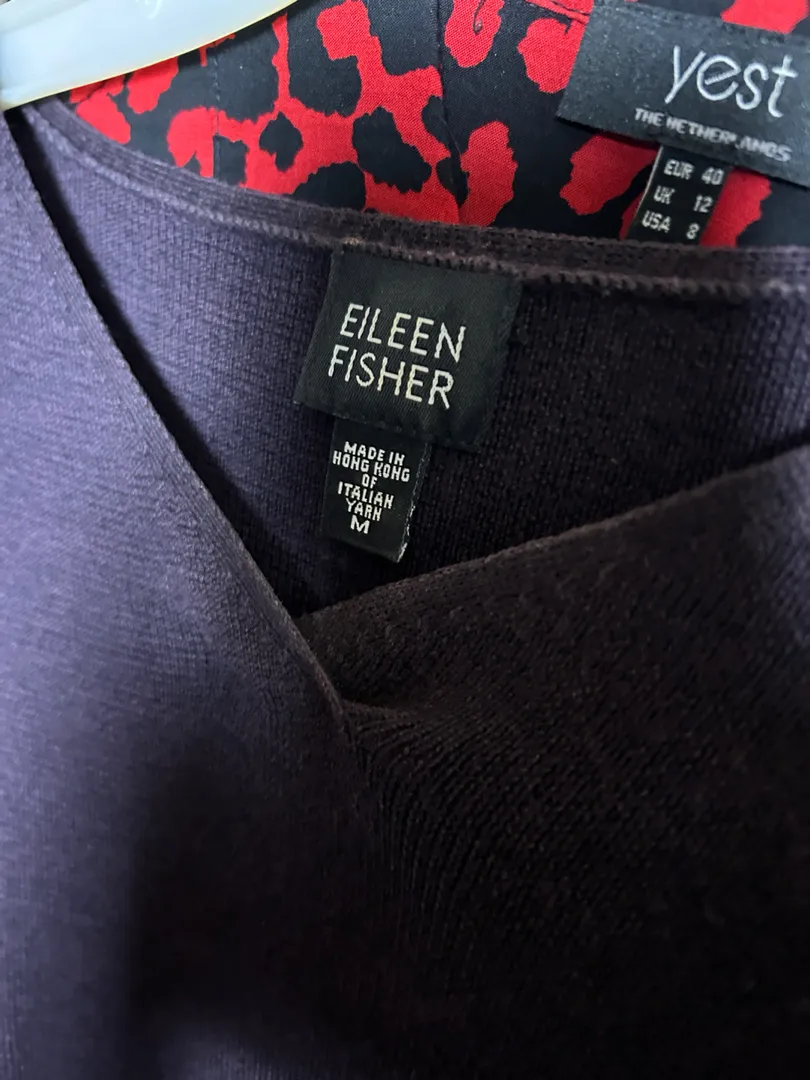 yest
THE NETHERLANDS
EUR 40
UK 12
USA 8
EILEEN
FISHER
MADE IN
HONG KONG
OF
ITALIAN
YARN
M